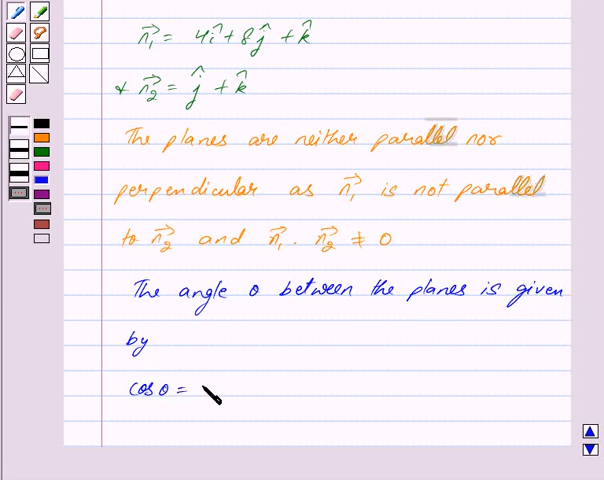 n₁⃗ = 4î + 8ĵ + k̂
& n₂⃗ = ĵ + k̂
The planes are neither parallel nor
perpendicular as n₁⃗ is not parallel
to n₂⃗ and n₁⃗ . n₂⃗ ≠ 0
The angle θ between the planes is given
by
cos θ =